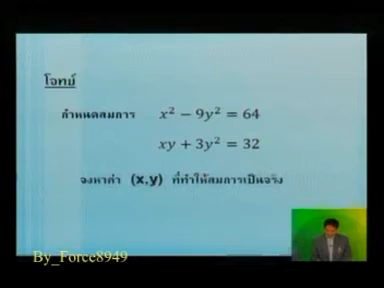 โจทย์
กำหนดสมการ x² − 9y² = 64
xy + 3y² = 32
จงหาค่า (x,y) ที่ทำให้สมการเป็นจริง
By_Force8949